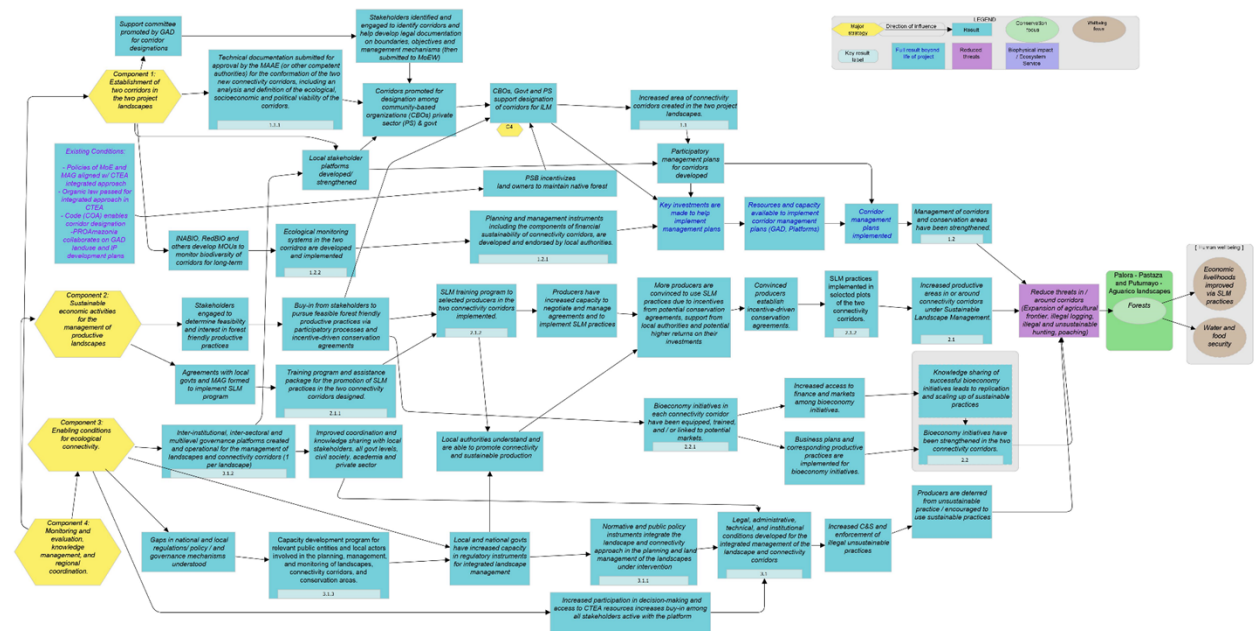 LEGEND
Major
strategy
Direction of Influence
Result
Conservation
focus
Wellbeing
focus
Key result
label
Full result beyond
life of project
Reduced
threats
Biophysical impact
/ Ecosystem
Service
Support committee
promoted by GAD
for corridor
designations
Stakeholders identified and
engaged to identify corridors and
help develop legal documentation
on boundaries, objectives and
management mechanisms (then
submitted to MoEW)
Component 1:
Establishment of
two corridors in
the two project
landscapes
Technical documentation submitted for
approval by the MAAE (or other competent
authorities) for the conformation of the two
new connectivity corridors, including an
analysis and definition of the ecological,
socioeconomic and political viability of the
corridors.
1.1.1
Corridors promoted for
designation among
community-based
organizations (CBOs) private
sector (PS) & govt
CBOs, Govt and PS
support designation
of corridors for ILM
C4
Increased area of connectivity
corridors created in the two project
landscapes.
1.1
Existing Conditions:
- Policies of MoE and
MAG aligned w/ CTEA
integrated approach
- Organic law passed for
integrated approach in
CTEA
- Code (COA) enables
corridor designation
-PROAmazonia
collaborates on GAD
landuse and IP
development plans
Local stakeholder
platforms
developed/
strengthened
PSB incentivizes
land owners to maintain native forest
Participatory
management plans
for corridors
developed
INABIO, RedBIO and
others develop MOUs to
monitor biodiversity of
corridors for long-term
Ecological monitoring
systems in the two
corridros are developed and
implemented
1.2.2
Planning and management instruments
including the components of financial
sustainability of connectivity corridors, are
developed and endorsed by local authorities.
1.2.1
Key investments are
made to help
implement
management plans
Resources and capacity
available to implement
corridor management
plans (GAD, Platforms)
Corridor
management
plans
implemented
Management of corridors
and conservation areas
have been strengthened.
1.2
Component 2:
Sustainable
economic activities
for the
management of
productive
landscapes
Stakeholders
engaged to
determine feasibility
and interest in forest
friendly productive
practices
Buy-in from stakeholders to
pursue feasible forest friendly
productive practices via
participatory processes and
incentive-driven conservation
agreements
SLM training program to
selected producers in the
two connectivity corridors
implemented.
2.1.2
Producers have
increased capacity to
negotiate and manage
agreements and to
implement SLM practices
More producers are
convinced to use SLM
practices due to incentives
from potential conservation
agreements, support from
local authorities and potential
higher returns on their
investments
Convinced
producers
establish
incentive-driven
conservation
agreements.
SLM practices
implemented in
selected plots of the
two connectivity
corridors.
2.1.2
Increased productive
areas in or around
connectivity corridors
under Sustainable
Landscape Management.
2.1
Reduce threats in /
around corridors
(Expansion of agricultural
frontier, illegal logging,
illegal and unsustainable
hunting, poaching)
Palora - Pastaza
and Putumayo -
Aguarico landscapes
Forests
[ Human well being ]
Economic
livelihoods
improved
via SLM
practices
Water and
food
security
Agreements with local
govts and MAG formed
to implement SLM
program
Training program and assistance
package for the promotion of SLM
practices in the two connectivity
corridors designed.
2.1.1
Bioeconomy initiatives in
each connectivity corridor
have been equipped, trained,
and / or linked to potential
markets.
2.2.1
Increased access to
finance and markets
among bioeconomy
initiatives.
Business plans and
corresponding productive
practices are
implemented for
bioeconomy initiatives.
Knowledge sharing of
successful bioeconomy
initiatives leads to replication
and scaling up of sustainable
practices
Bioeconomy initiatives have
been strengthened in the two
connectivity corridors.
2.2
Component 3:
Enabling conditions
for ecological
connectivity.
Inter-institutional, inter-sectoral and
multilevel governance platforms created
and operational for the management of
landscapes and connectivity corridors (1
per landscape)
3.1.2
Improved coordination and
knowledge sharing with local
stakeholders, all govt levels,
civil society, academia and
private sector
Local authorities understand and
are able to promote connectivity
and sustainable production
Component 4:
Monitoring and
evaluation,
knowledge
management, and
regional
coordination.
Gaps in national and local
regulations/ policy / and
governance mechanisms
understood
Capacity development program for
relevant public entities and local actors
involved in the planning, management,
and monitoring of landscapes,
connectivity corridors, and
conservation areas.
3.1.3
Local and national govts
have increased capacity
in regulatory instruments
for integrated landscape
management
Normative and public policy
instruments integrate the
landscape and connectivity
approach in the planning and land
management of the landscapes
under intervention
3.1.1
Legal, administrative,
technical, and institutional
conditions developed for the
integrated management of the
landscape and connectivity
corridors
3.1
Increased C&S and
enforcement of
illegal unsustainable
practices
Producers are deferred
from unsustainable
practice / encouraged to
use sustainable practices
Increased participation in decision-making and
access to CTEA resources increases buy-in among
all stakeholders active with the platform